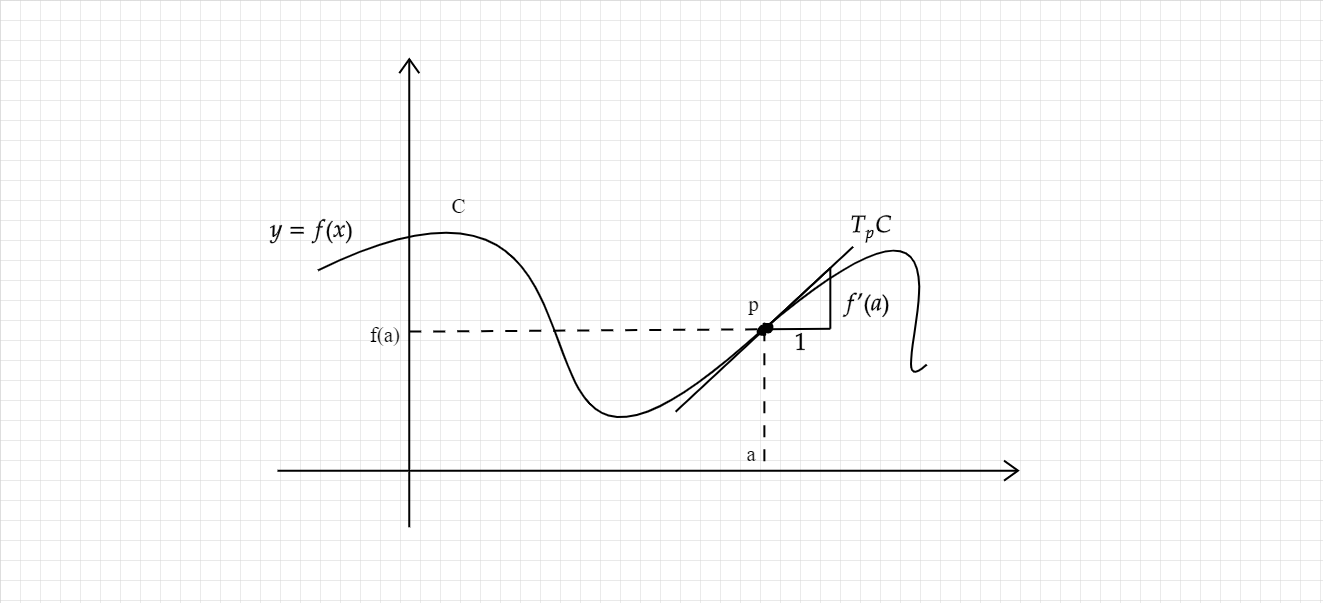 C
y = f(x)
T_pC
p
f′(a)
f(a)
1
a